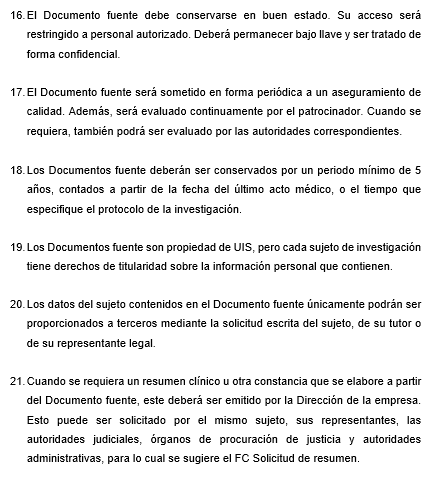 16. El Documento fuente debe conservarse en buen estado. Su acceso será
restringido a personal autorizado. Deberá permanecer bajo llave y ser tratado de
forma confidencial.
17. El Documento fuente será sometido en forma periódica a un aseguramiento de
calidad. Además, será evaluado continuamente por el patrocinador. Cuando se
requiera, también podrá ser evaluado por las autoridades correspondientes.
18. Los Documentos fuente deberán ser conservados por un periodo mínimo de 5
años, contados a partir de la fecha del último acto médico, o el tiempo que
especifique el protocolo de la investigación.
19. Los Documentos fuente son propiedad de UIS, pero cada sujeto de investigación
tiene derechos de titularidad sobre la información personal que contienen.
20. Los datos del sujeto contenidos en el Documento fuente únicamente podrán ser
proporcionados a terceros mediante la solicitud escrita del sujeto, de su tutor o
de su representante legal.
21. Cuando se requiera un resumen clínico u otra constancia que se elabore a partir
del Documento fuente, este deberá ser emitido por la Dirección de la empresa.
Esto puede ser solicitado por el mismo sujeto, sus representantes, las
autoridades judiciales, órganos de procuración de justicia y autoridades
administrativas, para lo cual se sugiere el FC Solicitud de resumen.